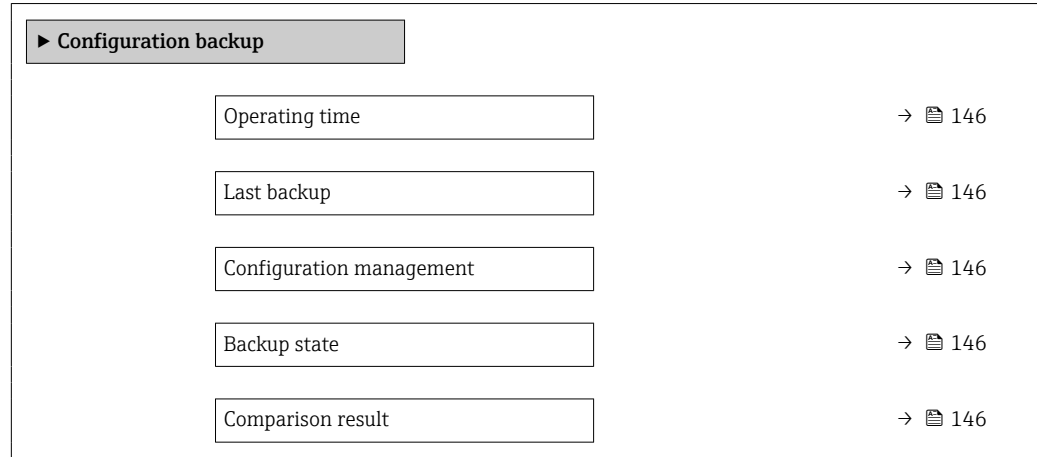 ▶ Configuration backup
Operating time → 🖹 146
Last backup → 🖹 146
Configuration management → 🖹 146
Backup state → 🖹 146
Comparison result → 🖹 146